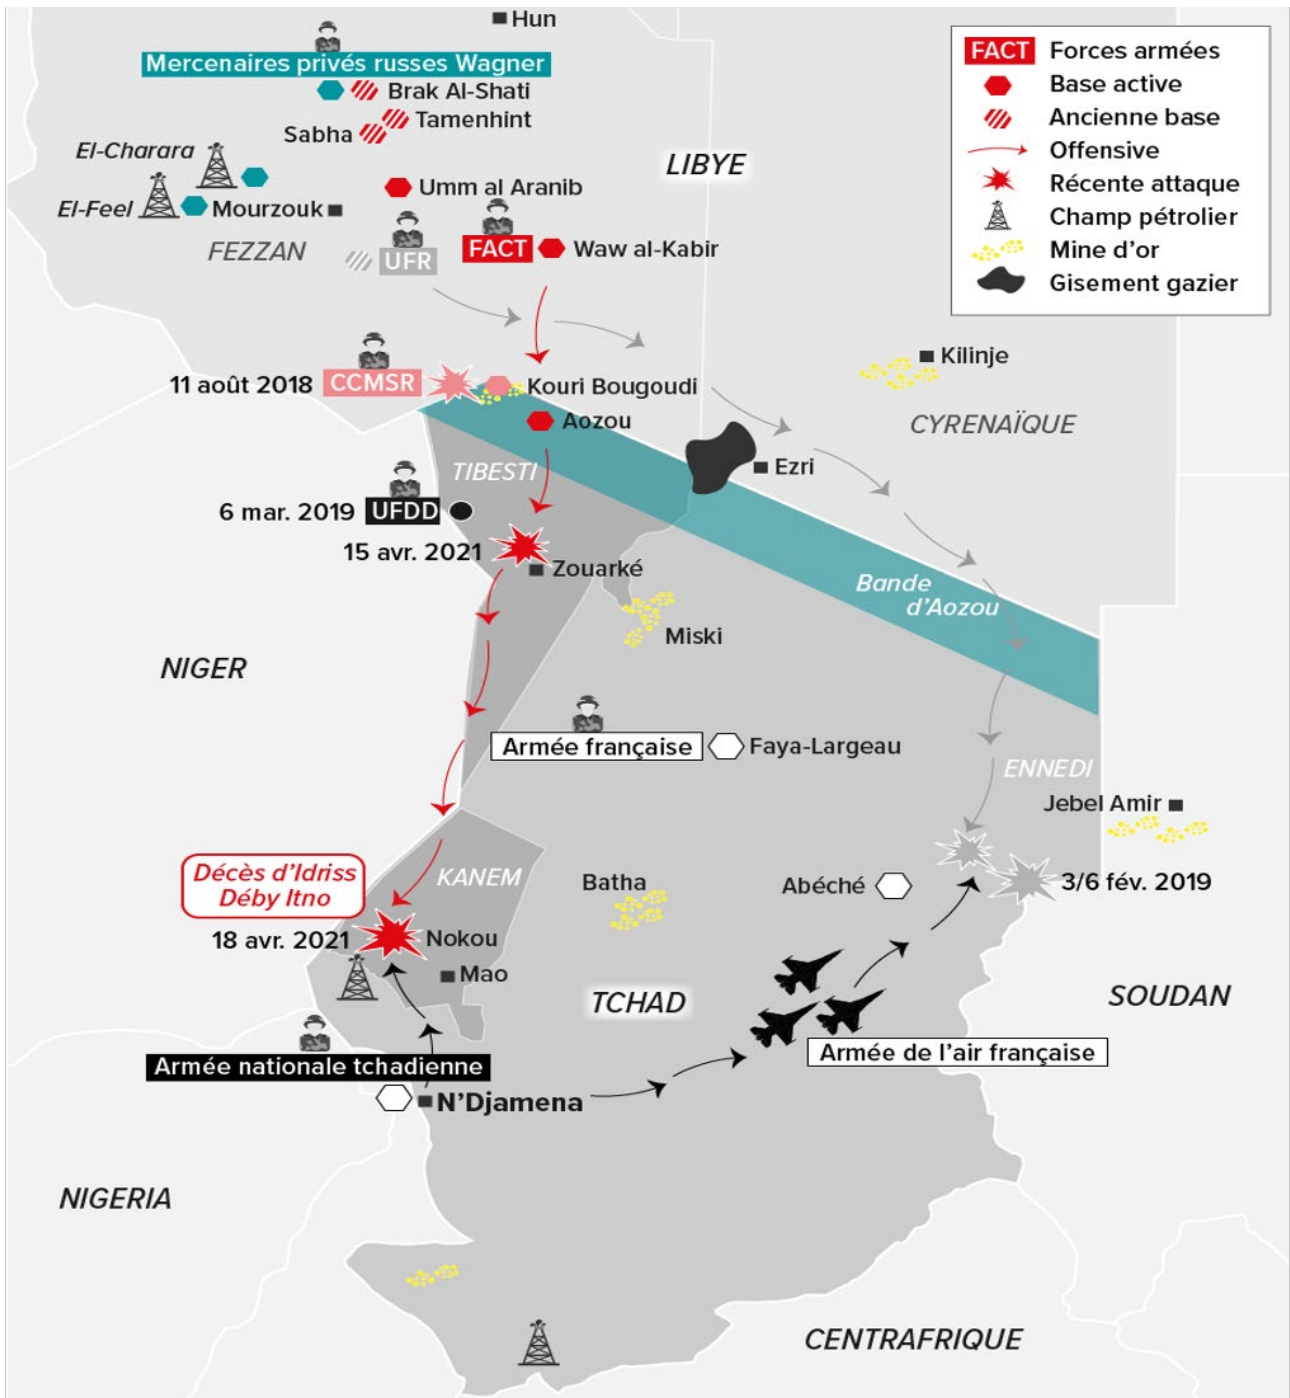 Hun
Mercenaires privés russes Wagner
Brak Al-Shati
Tamenhint
Sabha
El-Charara
El-Feel
Mourzouk
Umm al Aranib
FEZZAN
UFR
FACT
Waw al-Kabir
LIBYE
FACT Forces armées
Base active
Ancienne base
Offensive
Récente attaque
Champ pétrolier
Mine d'or
Gisement gazier
11 août 2018
CCMSR
Kouri Bougoudi
Aozou
Kilinje
CYRENAÏQUE
TIBESTI
Ezri
6 mar. 2019
UFDD
15 avr. 2021
Zouarké
Bande
d'Aozou
Miski
NIGER
Armée française
Faya-Largeau
ENNEDI
Jebel Amir
Décès d'Idriss
Déby Itno
KANEM
Batha
Abéché
3/6 fév. 2019
18 avr. 2021
Nokou
Mao
TCHAD
SOUDAN
Armée de l'air française
Armée nationale tchadienne
N'Djamena
NIGERIA
CENTRAFRIQUE